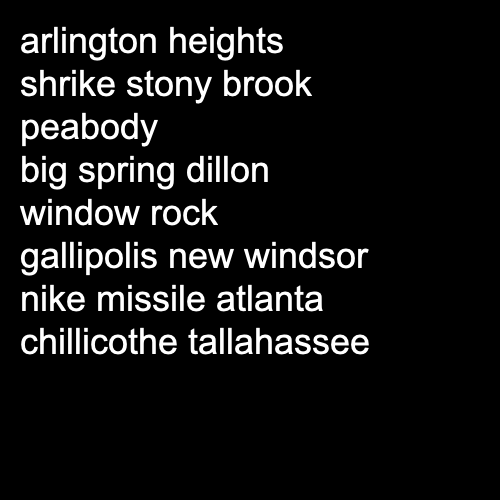 arlington heights
shrike stony brook
peabody
big spring dillon
window rock
gallipolis new windsor
nike missile atlanta
chillicothe tallahassee